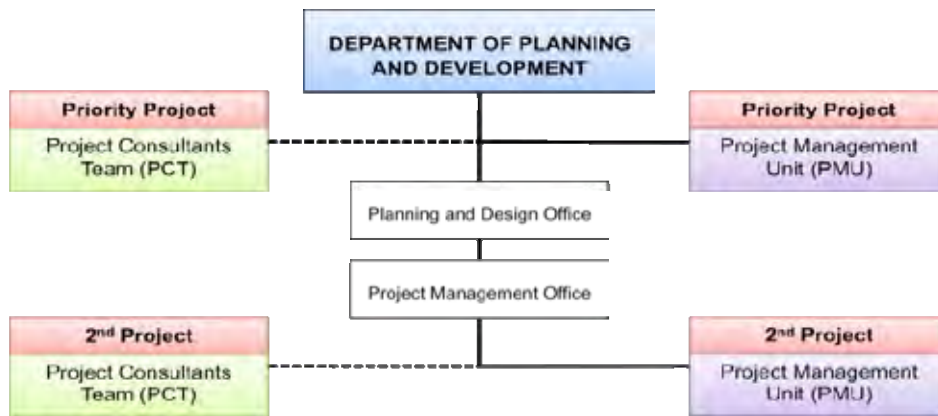 DEPARTMENT OF PLANNING
AND DEVELOPMENT
Priority Project
Project Consultants
Team (PCT)
Priority Project
Project Management
Unit (PMU)
Planning and Design Office
Project Management Office
2nd Project
Project Consultants
Team (PCT)
2nd Project
Project Management
Unit (PMU)